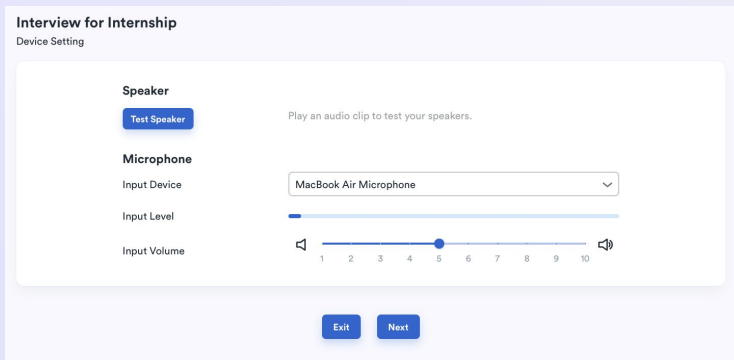 Interview for Internship
Device Setting
Speaker
Test Speaker
Play an audio clip to test your speakers.
Microphone
Input Device
MacBook Air Microphone
Input Level
Input Volume
1 2 3 4 5 6 7 8 9 10
Exit
Next